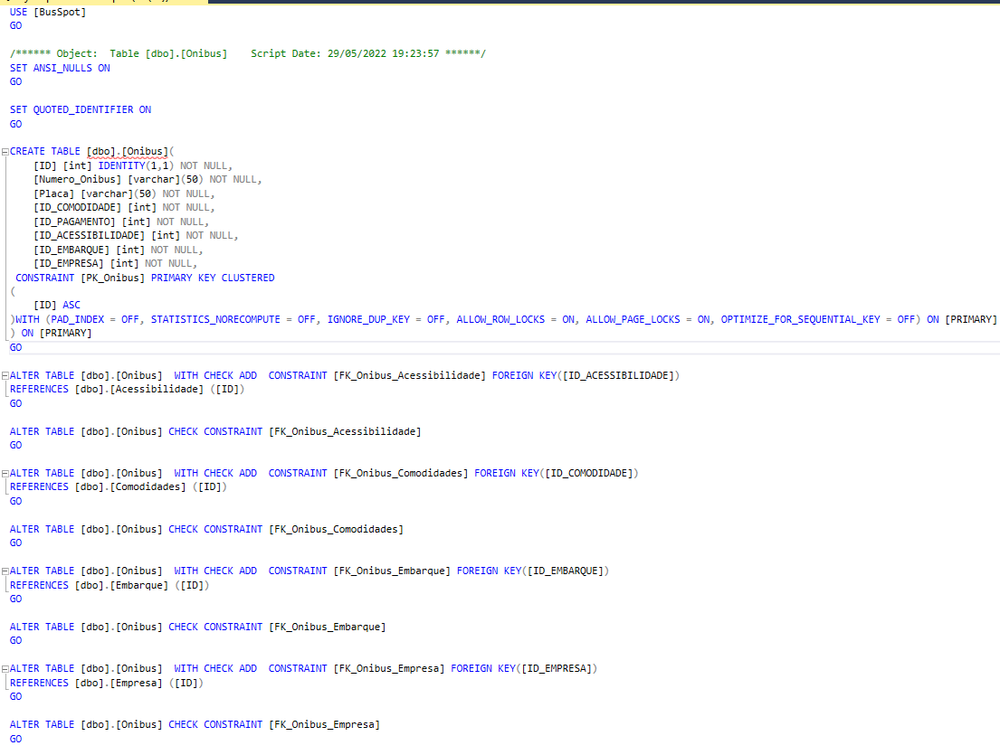 USE [BusSpot]
GO
/****** Object:  Table [dbo].[Onibus]    Script Date: 29/05/2022 19:23:57 ******/
SET ANSI_NULLS ON
GO
SET QUOTED_IDENTIFIER ON
GO
CREATE TABLE [dbo].[Onibus](
    [ID] [int] IDENTITY(1,1) NOT NULL,
    [Numero_Onibus] [varchar](50) NOT NULL,
    [Placa] [varchar](50) NOT NULL,
    [ID_COMODIDADE] [int] NOT NULL,
    [ID_PAGAMENTO] [int] NOT NULL,
    [ID_ACESSIBILIDADE] [int] NOT NULL,
    [ID_EMBARQUE] [int] NOT NULL,
    [ID_EMPRESA] [int] NOT NULL,
 CONSTRAINT [PK_Onibus] PRIMARY KEY CLUSTERED
(
    [ID] ASC
)WITH (PAD_INDEX = OFF, STATISTICS_NORECOMPUTE = OFF, IGNORE_DUP_KEY = OFF, ALLOW_ROW_LOCKS = ON, ALLOW_PAGE_LOCKS = ON, OPTIMIZE_FOR_SEQUENTIAL_KEY = OFF) ON [PRIMARY]
) ON [PRIMARY]
GO
ALTER TABLE [dbo].[Onibus]  WITH CHECK ADD  CONSTRAINT [FK_Onibus_Acessibilidade] FOREIGN KEY([ID_ACESSIBILIDADE])
REFERENCES [dbo].[Acessibilidade] ([ID])
GO
ALTER TABLE [dbo].[Onibus] CHECK CONSTRAINT [FK_Onibus_Acessibilidade]
GO
ALTER TABLE [dbo].[Onibus]  WITH CHECK ADD  CONSTRAINT [FK_Onibus_Comodidades] FOREIGN KEY([ID_COMODIDADE])
REFERENCES [dbo].[Comodidades] ([ID])
GO
ALTER TABLE [dbo].[Onibus] CHECK CONSTRAINT [FK_Onibus_Comodidades]
GO
ALTER TABLE [dbo].[Onibus]  WITH CHECK ADD  CONSTRAINT [FK_Onibus_Embarque] FOREIGN KEY([ID_EMBARQUE])
REFERENCES [dbo].[Embarque] ([ID])
GO
ALTER TABLE [dbo].[Onibus] CHECK CONSTRAINT [FK_Onibus_Embarque]
GO
ALTER TABLE [dbo].[Onibus]  WITH CHECK ADD  CONSTRAINT [FK_Onibus_Empresa] FOREIGN KEY([ID_EMPRESA])
REFERENCES [dbo].[Empresa] ([ID])
GO
ALTER TABLE [dbo].[Onibus] CHECK CONSTRAINT [FK_Onibus_Empresa]
GO